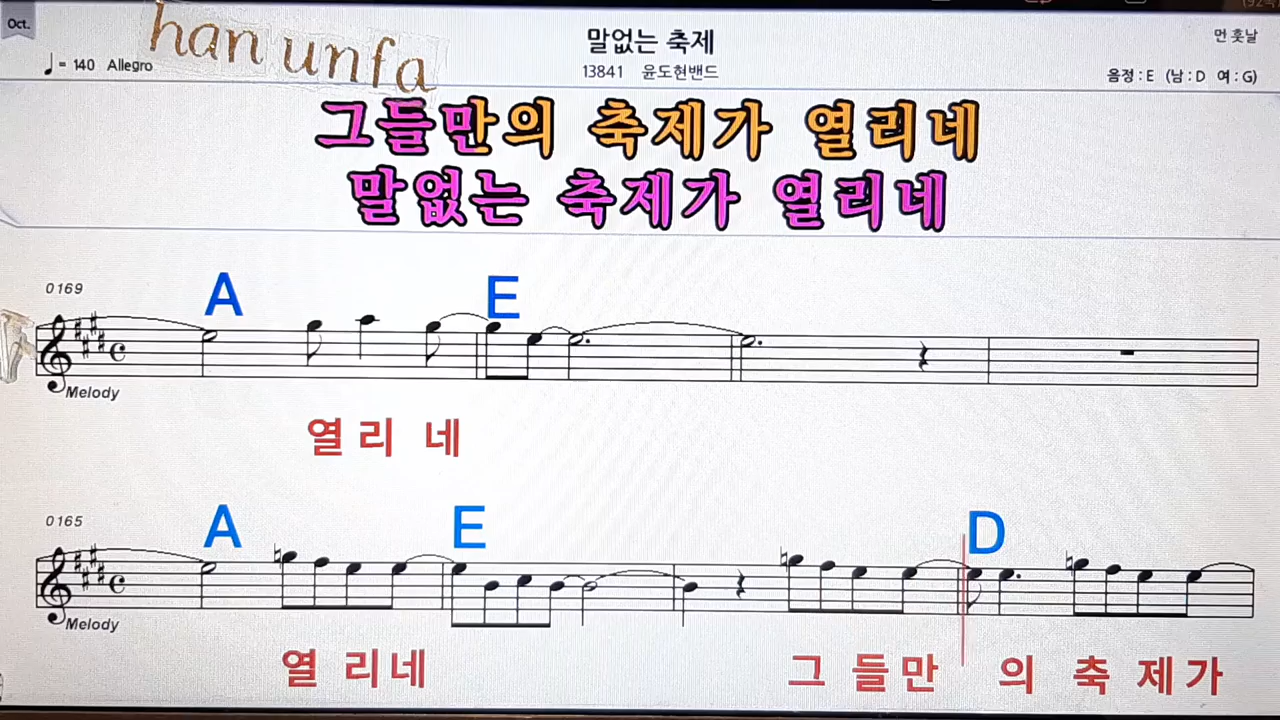 Oct.
han unfa
♩= 140 Allegro
말없는 축제
13841 윤도현밴드
먼 훗날
음정 : E (남 : D 여 : G)
그들만의 축제가 열리네
말없는 축제가 열리네
0169
A E
Melody
열 리 네
0165
A E D
Melody
열 리네 그 들만 의 축 제가